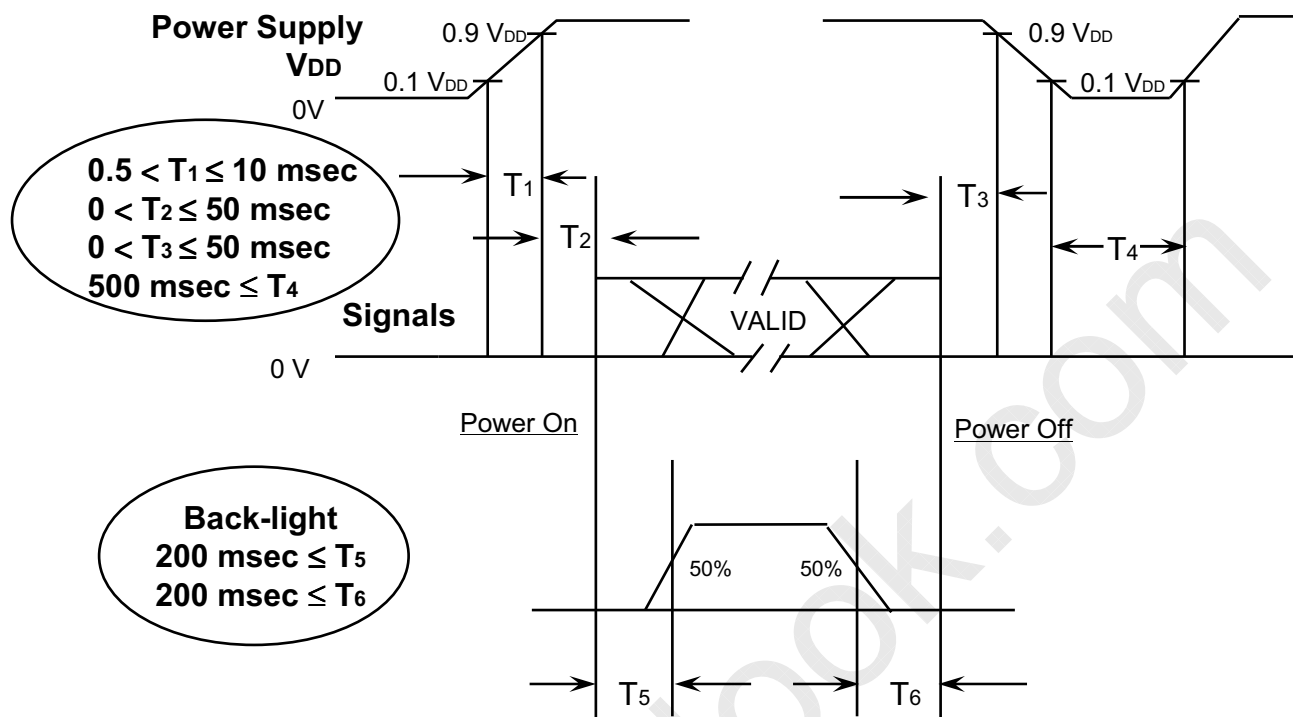 Power Supply
VDD
0.9 VDD
0.1 VDD
0V
0.9 VDD
0.1 VDD
0.5 < T1 ≤ 10 msec
0 < T2 ≤ 50 msec
0 < T3 ≤ 50 msec
500 msec ≤ T4
T1
T2
T3
T4
Signals
VALID
0 V
Power On
Power Off
Back-light
200 msec ≤ T5
200 msec ≤ T6
50%
50%
T5
T6
ook.com